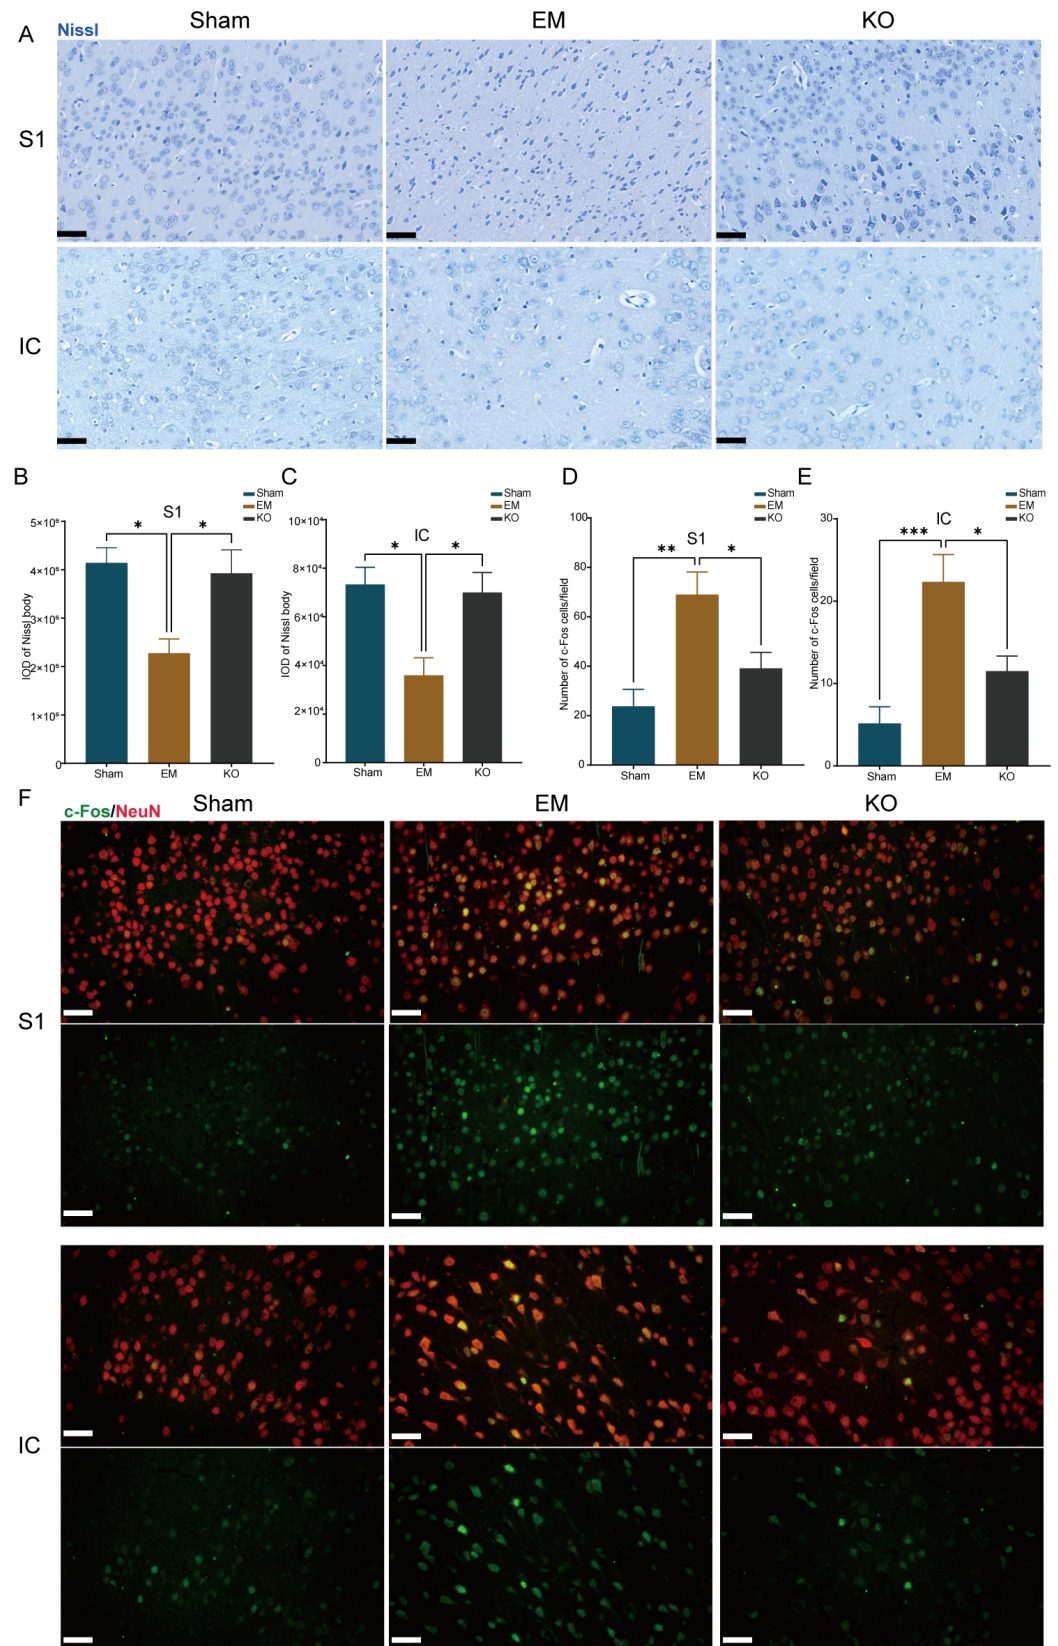 A
Nissl
Sham
EM
KO
S1
IC
B
S1
Sham
EM
KO
IOD of Nissl body
5×10⁵
4×10⁵
3×10⁵
2×10⁵
1×10⁵
0
*
*
Sham
EM
KO
C
IC
Sham
EM
KO
IOD of Nissl body
10×10⁴
8×10⁴
6×10⁴
4×10⁴
2×10⁴
0
*
*
Sham
EM
KO
D
S1
Sham
EM
KO
Number of c-Fos cells/field
100
80
60
40
20
0
**
*
Sham
EM
KO
E
IC
Sham
EM
KO
Number of c-Fos cells/field
30
20
10
0
***
*
Sham
EM
KO
F
c-Fos/NeuN
Sham
EM
KO
S1
IC